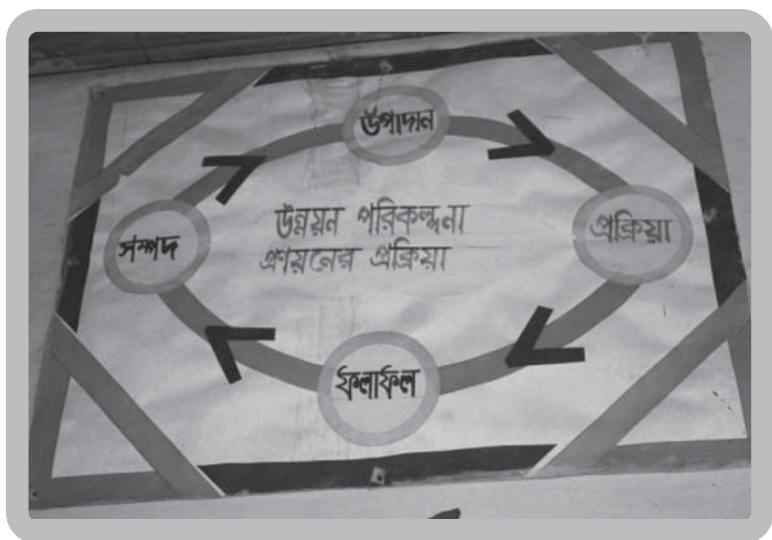 উপাদান
সম্পদ
উন্নয়ন পরিকল্পনা
প্রণয়নের প্রক্রিয়া
প্রক্রিয়া
ফলাফল